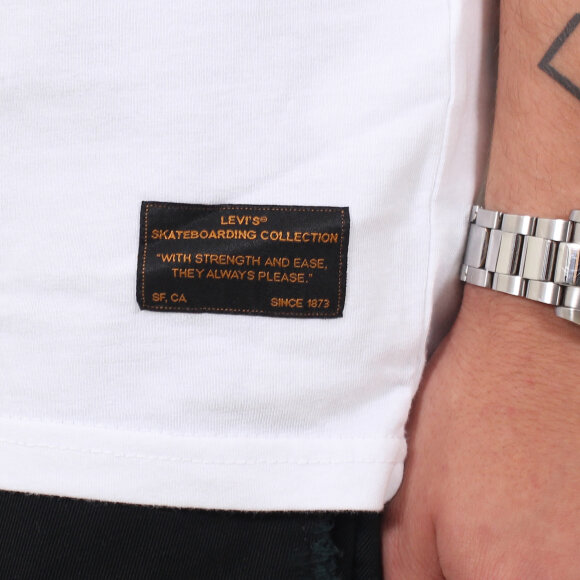 LEVI'S®
SKATEBOARDING COLLECTION
"WITH STRENGTH AND EASE,
THEY ALWAYS PLEASE."
SF, CA SINCE 1873